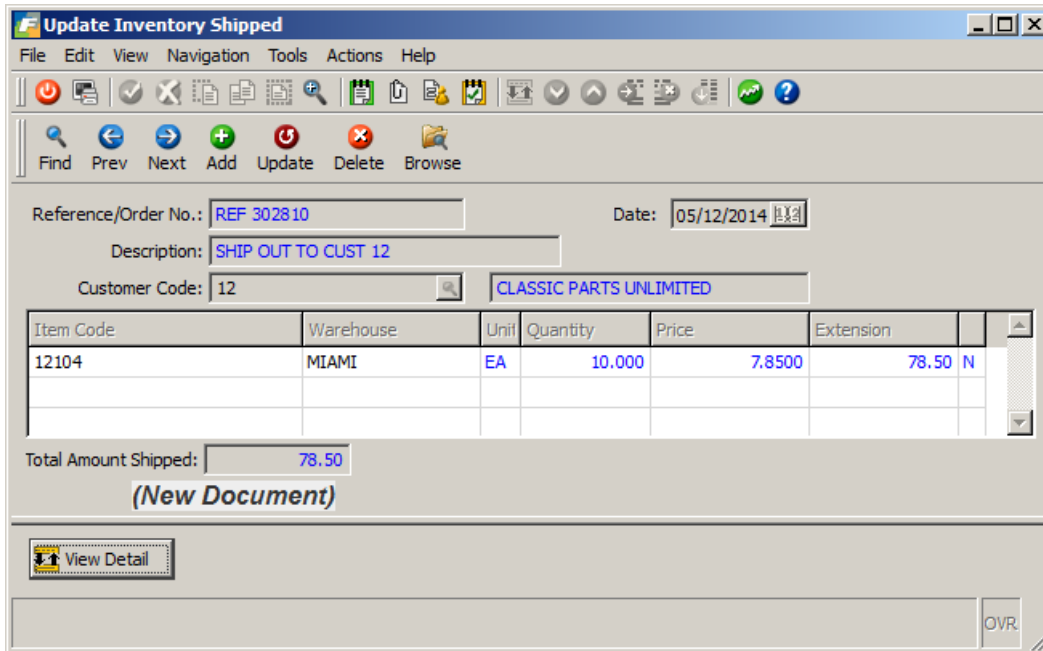 Update Inventory Shipped
File Edit View Navigation Tools Actions Help
Find Prev Next Add Update Delete Browse
Reference/Order No.: REF 302810 Date: 05/12/2014
Description: SHIP OUT TO CUST 12
Customer Code: 12 CLASSIC PARTS UNLIMITED
Item Code Warehouse Unit Quantity Price Extension
12104 MIAMI EA 10.000 7.8500 78.50 N
Total Amount Shipped: 78.50
(New Document)
View Detail
OVR